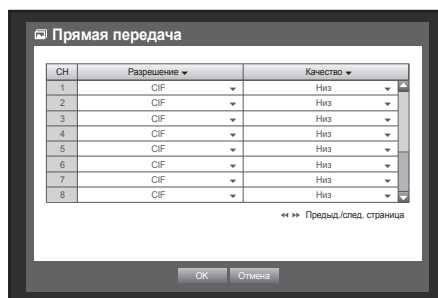 Прямая передача
CH Разрешение Качество
1 CIF Низ
2 CIF Низ
3 CIF Низ
4 CIF Низ
5 CIF Низ
6 CIF Низ
7 CIF Низ
8 CIF Низ
Предыд./след. страница
OK Отмена